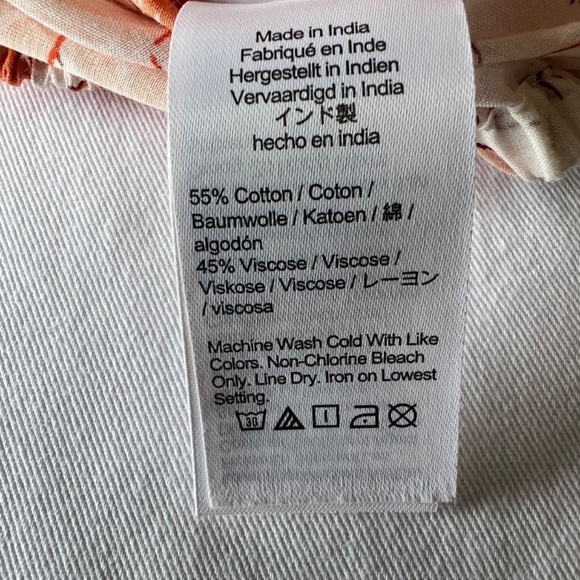 Made in India
Fabriqué en Inde
Hergestellt in Indien
Vervaardigd in India
インド製
hecho en india
55% Cotton / Coton /
Baumwolle / Katoen / 綿 /
algodón
45% Viscose / Viscose /
Viskose / Viscose / レーヨン
/ viscosa
Machine Wash Cold With Like
Colors. Non-Chlorine Bleach
Only. Line Dry. Iron on Lowest
Setting.
30